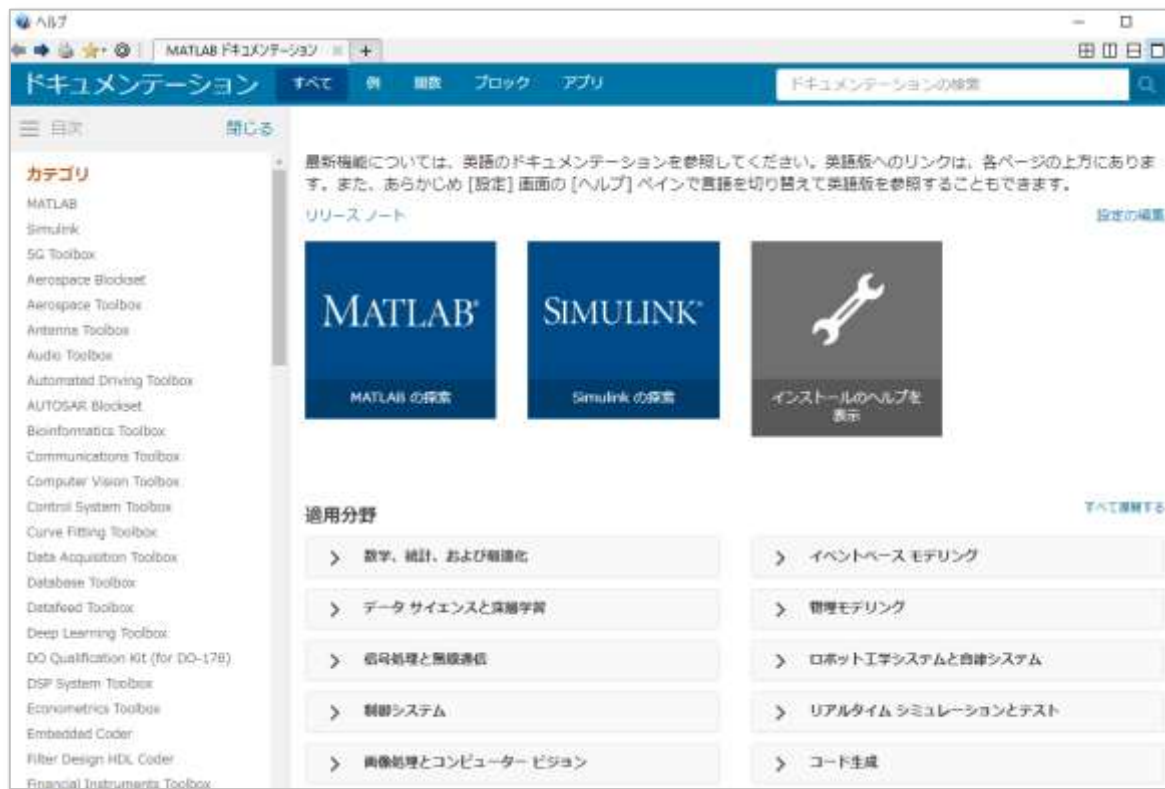 ヘルプ
MATLAB ドキュメンテーション
ドキュメンテーション すべて 例 関数 ブロック アプリ ドキュメンテーションの検索
目次 閉じる
カテゴリ
MATLAB
Simulink
5G Toolbox
Aerospace Blockset
Aerospace Toolbox
Antenna Toolbox
Audio Toolbox
Automated Driving Toolbox
AUTOSAR Blockset
Bioinformatics Toolbox
Communications Toolbox
Computer Vision Toolbox
Control System Toolbox
Curve Fitting Toolbox
Data Acquisition Toolbox
Database Toolbox
Datafeed Toolbox
Deep Learning Toolbox
DO Qualification Kit (for DO-178)
DSP System Toolbox
Econometrics Toolbox
Embedded Coder
Filter Design HDL Coder
Financial Instruments Toolbox
最新機能については、英語のドキュメンテーションを参照してください。英語版へのリンクは、各ページの上方にありま
す。また、あらかじめ [設定] 画面の [ヘルプ] ペインで言語を切り替えて英語版を参照することもできます。
リリース ノート 設定の編集
MATLAB®
MATLAB の探索
SIMULINK®
Simulink の探索
インストールのヘルプを
表示
適用分野 すべて展開する
数学、統計、および最適化
イベントベース モデリング
データ サイエンスと深層学習
物理モデリング
信号処理と無線通信
ロボット工学システムと自律システム
制御システム
リアルタイム シミュレーションとテスト
画像処理とコンピューター ビジョン
コード生成